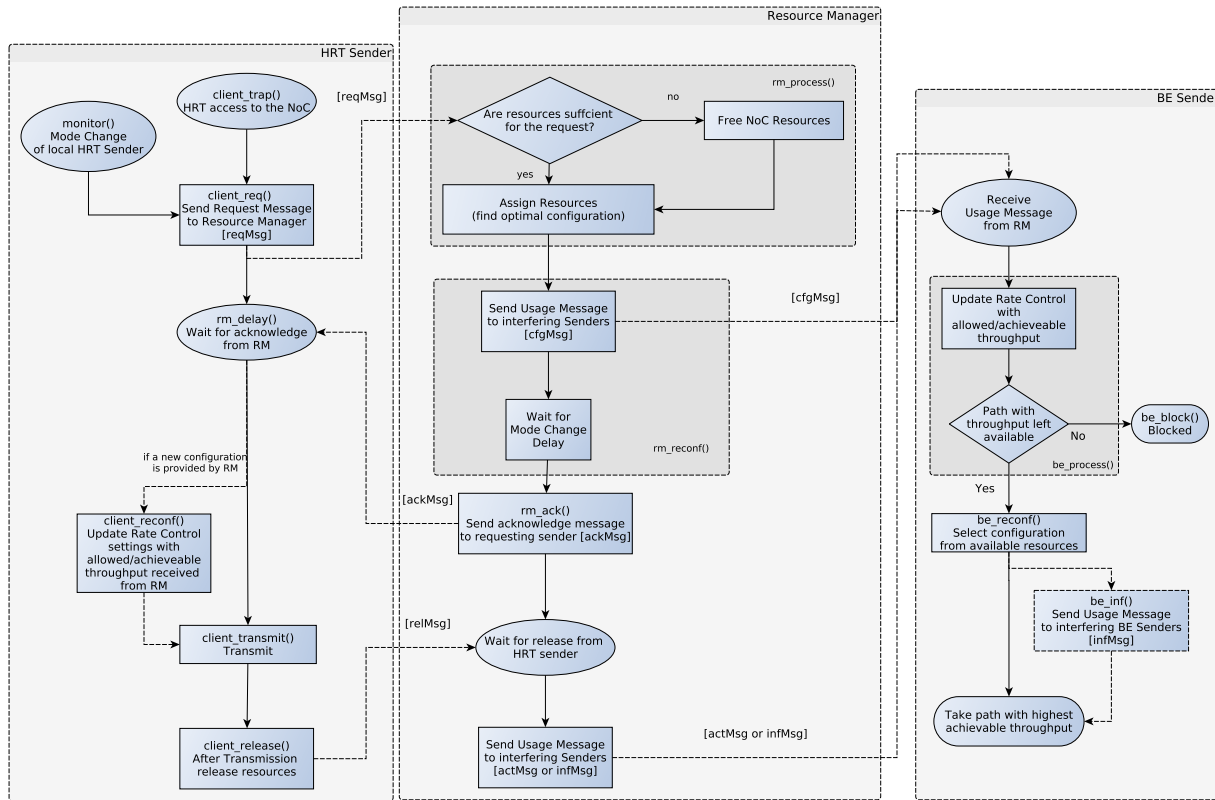 HRT Sender
client_trap()
HRT access to the NoC
monitor()
Mode Change
of local HRT Sender
client_req()
Send Request Message
to Resource Manager
[reqMsg]
rm_delay()
Wait for acknowledge
from RM
if a new configuration
is provided by RM
client_reconf()
Update Rate Control
settings with
allowed/achieveable
throughput received
from RM
client_transmit()
Transmit
client_release()
After Transmission
release resources
[reqMsg]
[ackMsg]
[relMsg]
Resource Manager
rm_process()
Are resources suffcient
for the request?
no
Free NoC Resources
yes
Assign Resources
(find optimal configuration)
Send Usage Message
to interfering Senders
[cfgMsg]
Wait for
Mode Change
Delay
rm_reconf()
rm_ack()
Send acknowledge message
to requesting sender [ackMsg]
Wait for release from
HRT sender
Send Usage Message
to interfering Senders
[actMsg or infMsg]
[cfgMsg]
[actMsg or infMsg]
BE Sende
Receive
Usage Message
from RM
Update Rate Control
with
allowed/achieveable
throughput
Path with
throughput left
available
No
be_block()
Blocked
be_process()
Yes
be_reconf()
Select configuration
from available resources
be_inf()
Send Usage Message
to interfering BE Senders
[infMsg]
Take path with highest
achievable throughput